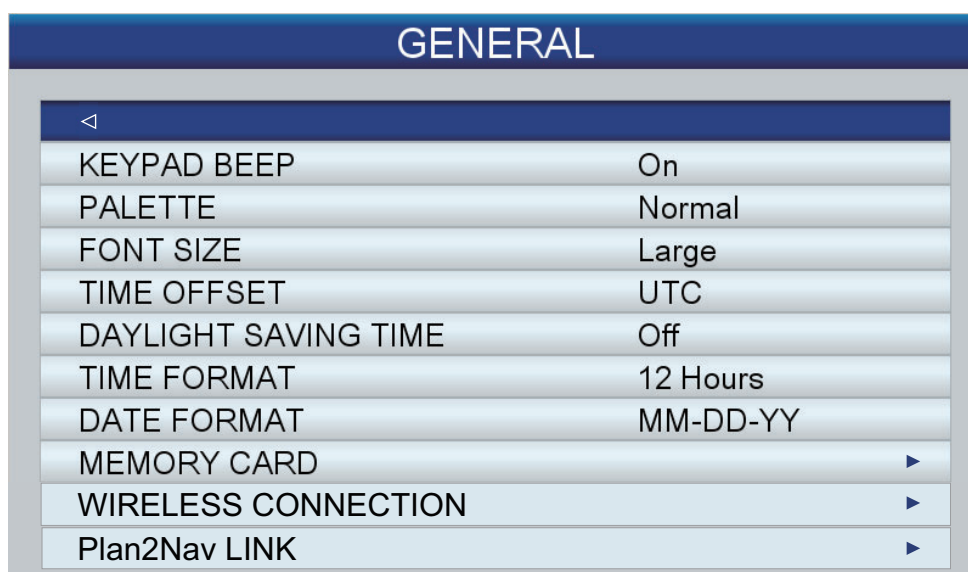 GENERAL
KEYPAD BEEP On
PALETTE Normal
FONT SIZE Large
TIME OFFSET UTC
DAYLIGHT SAVING TIME Off
TIME FORMAT 12 Hours
DATE FORMAT MM-DD-YY
MEMORY CARD
WIRELESS CONNECTION
Plan2Nav LINK